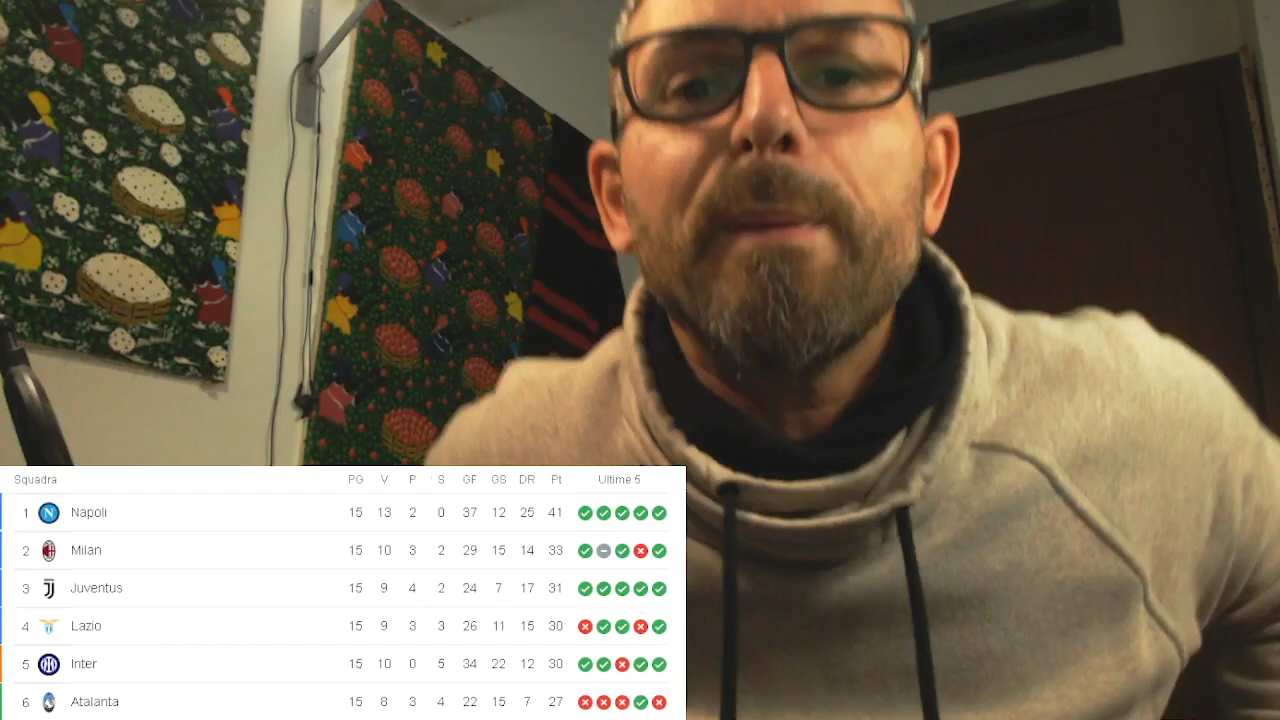 Squadra PG V P S GF GS DR Pt Ultime 5
1 Napoli 15 13 2 0 37 12 25 41
2 Milan 15 10 3 2 29 15 14 33
3 Juventus 15 9 4 2 24 7 17 31
4 Lazio 15 9 3 3 26 11 15 30
5 Inter 15 10 0 5 34 22 12 30
6 Atalanta 15 8 3 4 22 15 7 27